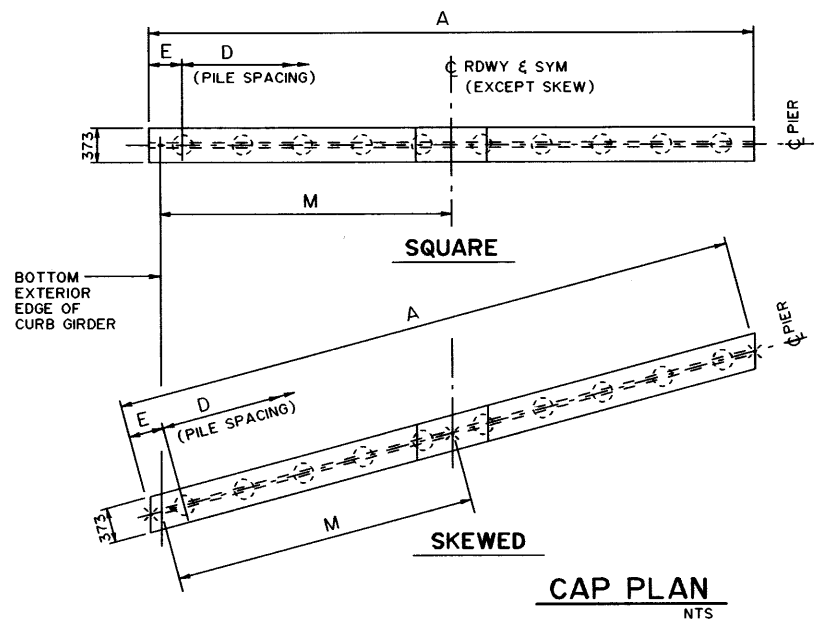 A
E
D
(PILE SPACING)
℄ RDWY & SYM
(EXCEPT SKEW)
373
℄ PIER
M
SQUARE
BOTTOM
EXTERIOR
EDGE OF
CURB GIRDER
A
E
D
(PILE SPACING)
℄ PIER
373
M
SKEWED
CAP PLAN
NTS